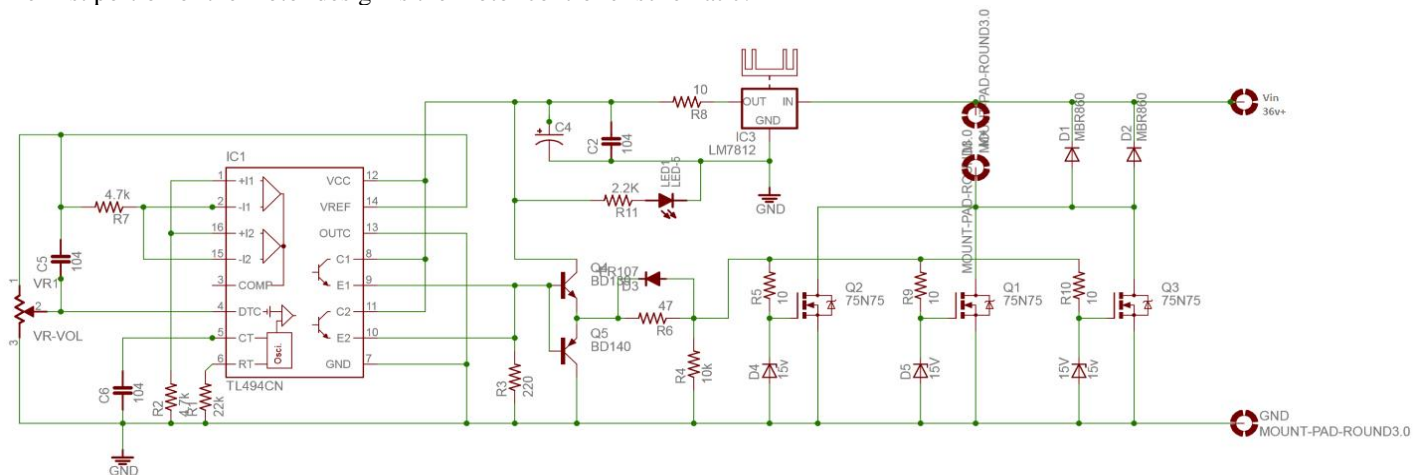 10
R8
OUT IN
GND
IC3
LM7812
MOUNT-PAD-ROUND3.0
D1
MBR860
D2
MBR860
Vin
36v+
C4
C2
104
2.2K
R11
LED1
LED-5
GND
4.7k
R7
C5
104
VR1
1
2
3
VR-VOL
IC1
1 +I1
2 -I1
16 +I2
15 -I2
3 COMP
4 DTC
5 CT
6 RT
Osci.
VCC 12
VREF 14
OUTC 13
C1 8
E1 9
C2 11
E2 10
GND 7
TL494CN
C6
104
R2
4.7k
R1
22k
GND
R3
220
Q4
Q5
BD140
D3
47
R6
R4
10k
R5
10
D4
15v
Q2
75N75
R9
10
D5
15V
Q1
75N75
R10
10
15v
Q3
75N75
GND
MOUNT-PAD-ROUND3.0